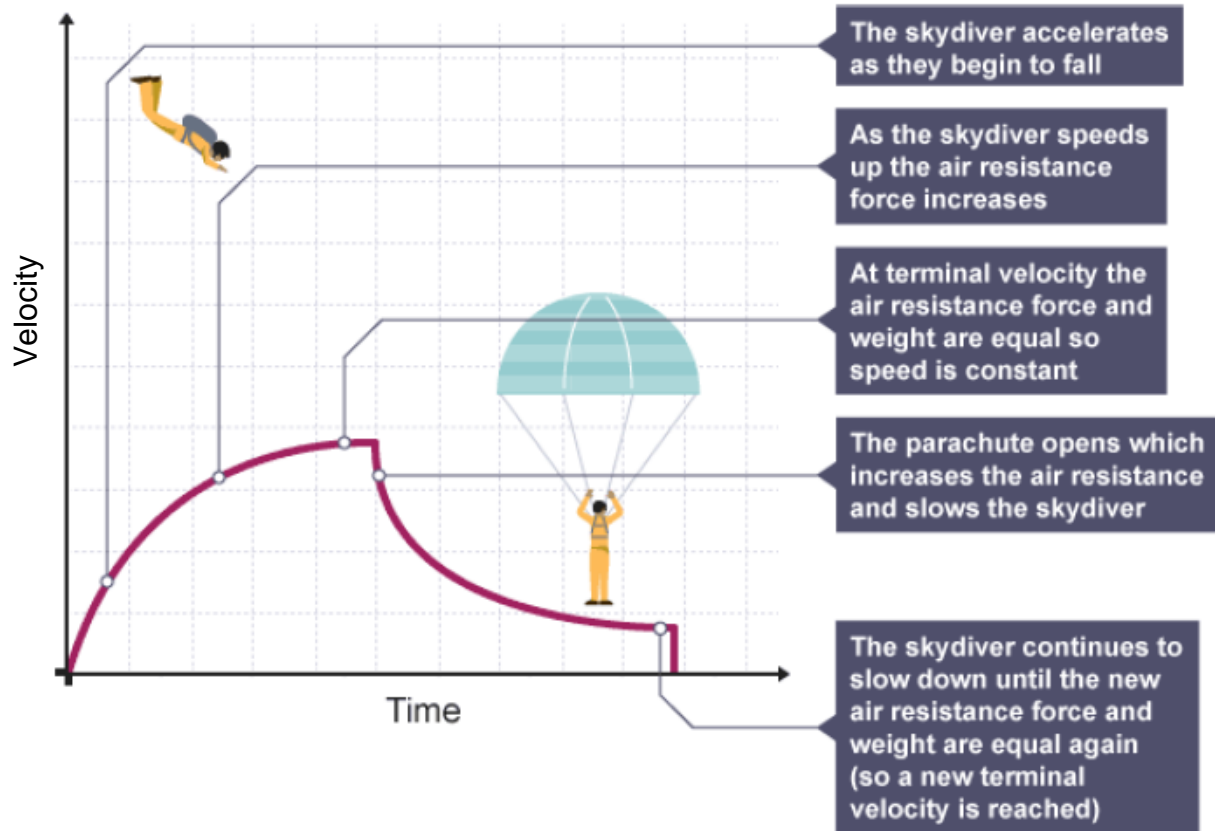 The skydiver accelerates
as they begin to fall
As the skydiver speeds
up the air resistance
force increases
At terminal velocity the
air resistance force and
weight are equal so
speed is constant
The parachute opens which
increases the air resistance
and slows the skydiver
The skydiver continues to
slow down until the new
air resistance force and
weight are equal again
(so a new terminal
velocity is reached)
Velocity
Time